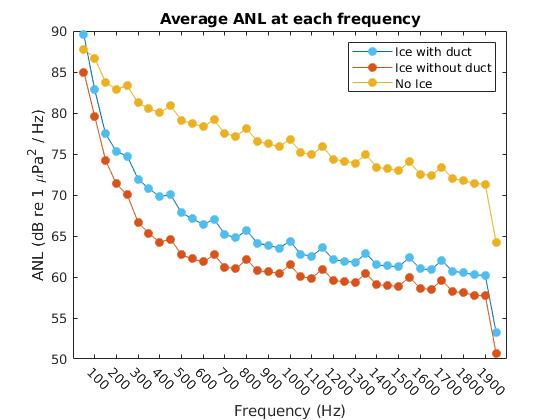 Average ANL at each frequency
ANL (dB re 1 μPa² / Hz)
90
85
80
75
70
65
60
55
50
Ice with duct
Ice without duct
No Ice
100 200 300 400 500 600 700 800 900 1000 1100 1200 1300 1400 1500 1600 1700 1800 1900
Frequency (Hz)